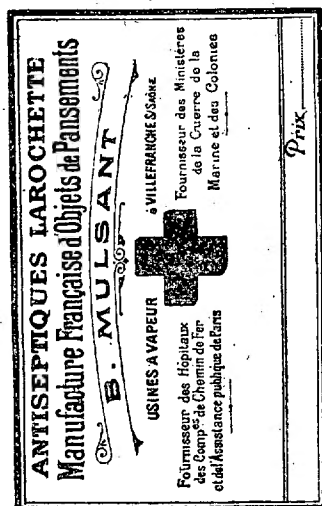 ANTISEPTIQUES LAROCHETTE
Manufacture Française d'Objets de Pansements
B. MULSANT
USINES A VAPEUR à VILLEFRANCHE S/SAÔNE
Fournisseur des Hôpitaux
des Comp^es de Chemin de Fer
et de l'Assistance publique de Paris
Fournisseur des Ministères
de la Guerre de la
Marine et des Colonies
Prix